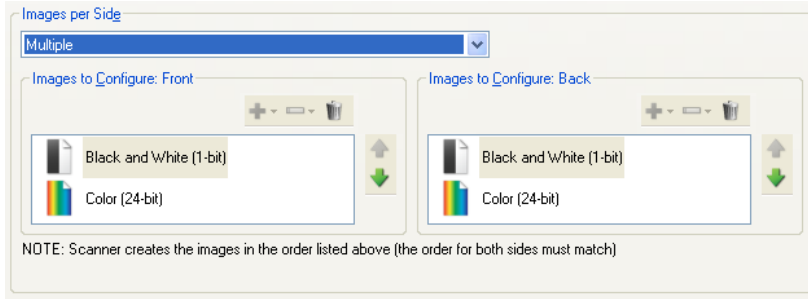 Images per Side
Multiple
Images to Configure: Front
Images to Configure: Back
Black and White (1-bit)
Color (24-bit)
Black and White (1-bit)
Color (24-bit)
NOTE: Scanner creates the images in the order listed above (the order for both sides must match)